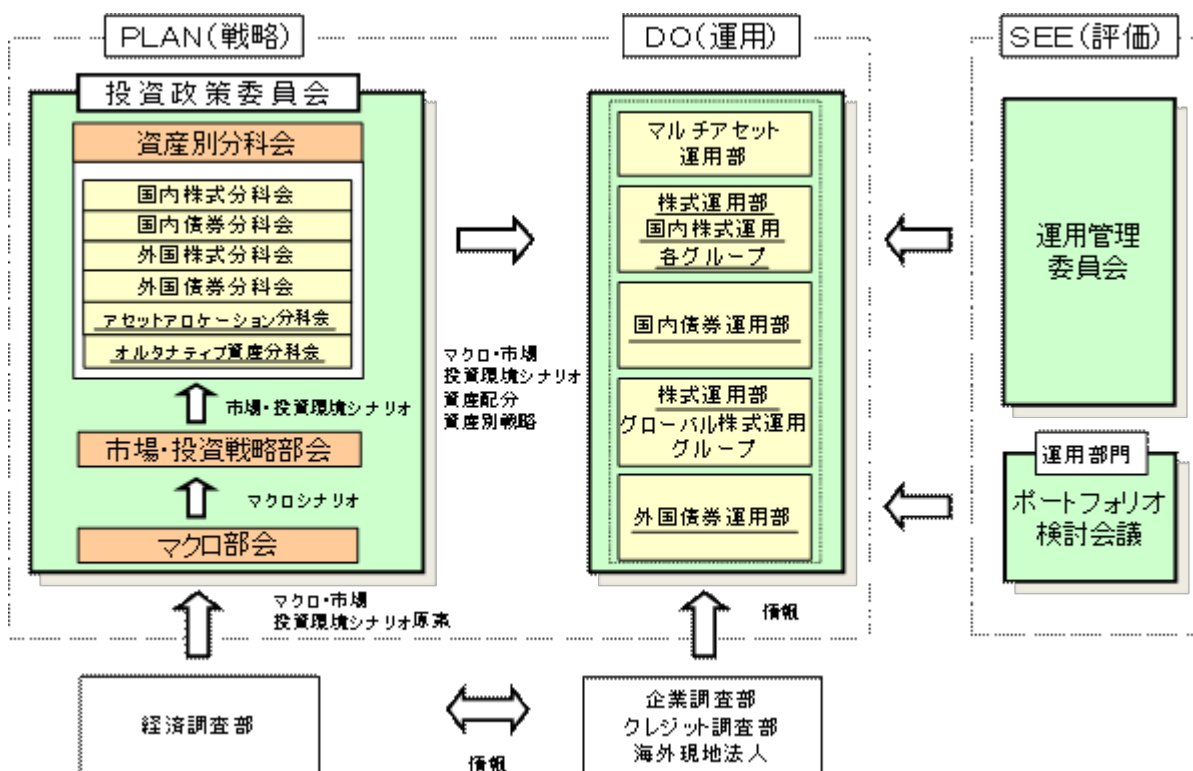 PLAN(戦略)
投資政策委員会
資産別分科会
国内株式分科会
国内債券分科会
外国株式分科会
外国債券分科会
アセットアロケーション分科会
オルタナティブ資産分科会
市場・投資環境シナリオ
市場・投資戦略部会
マクロシナリオ
マクロ部会
マクロ・市場
投資環境シナリオ原案
経済調査部
マクロ・市場
投資環境シナリオ
資産配分
資産別戦略
DO(運用)
マルチアセット
運用部
株式運用部
国内株式運用
各グループ
国内債券運用部
株式運用部
グローバル株式運用
グループ
外国債券運用部
情報
情報
企業調査部
クレジット調査部
海外現地法人
SEE(評価)
運用管理
委員会
運用部門
ポートフォリオ
検討会議